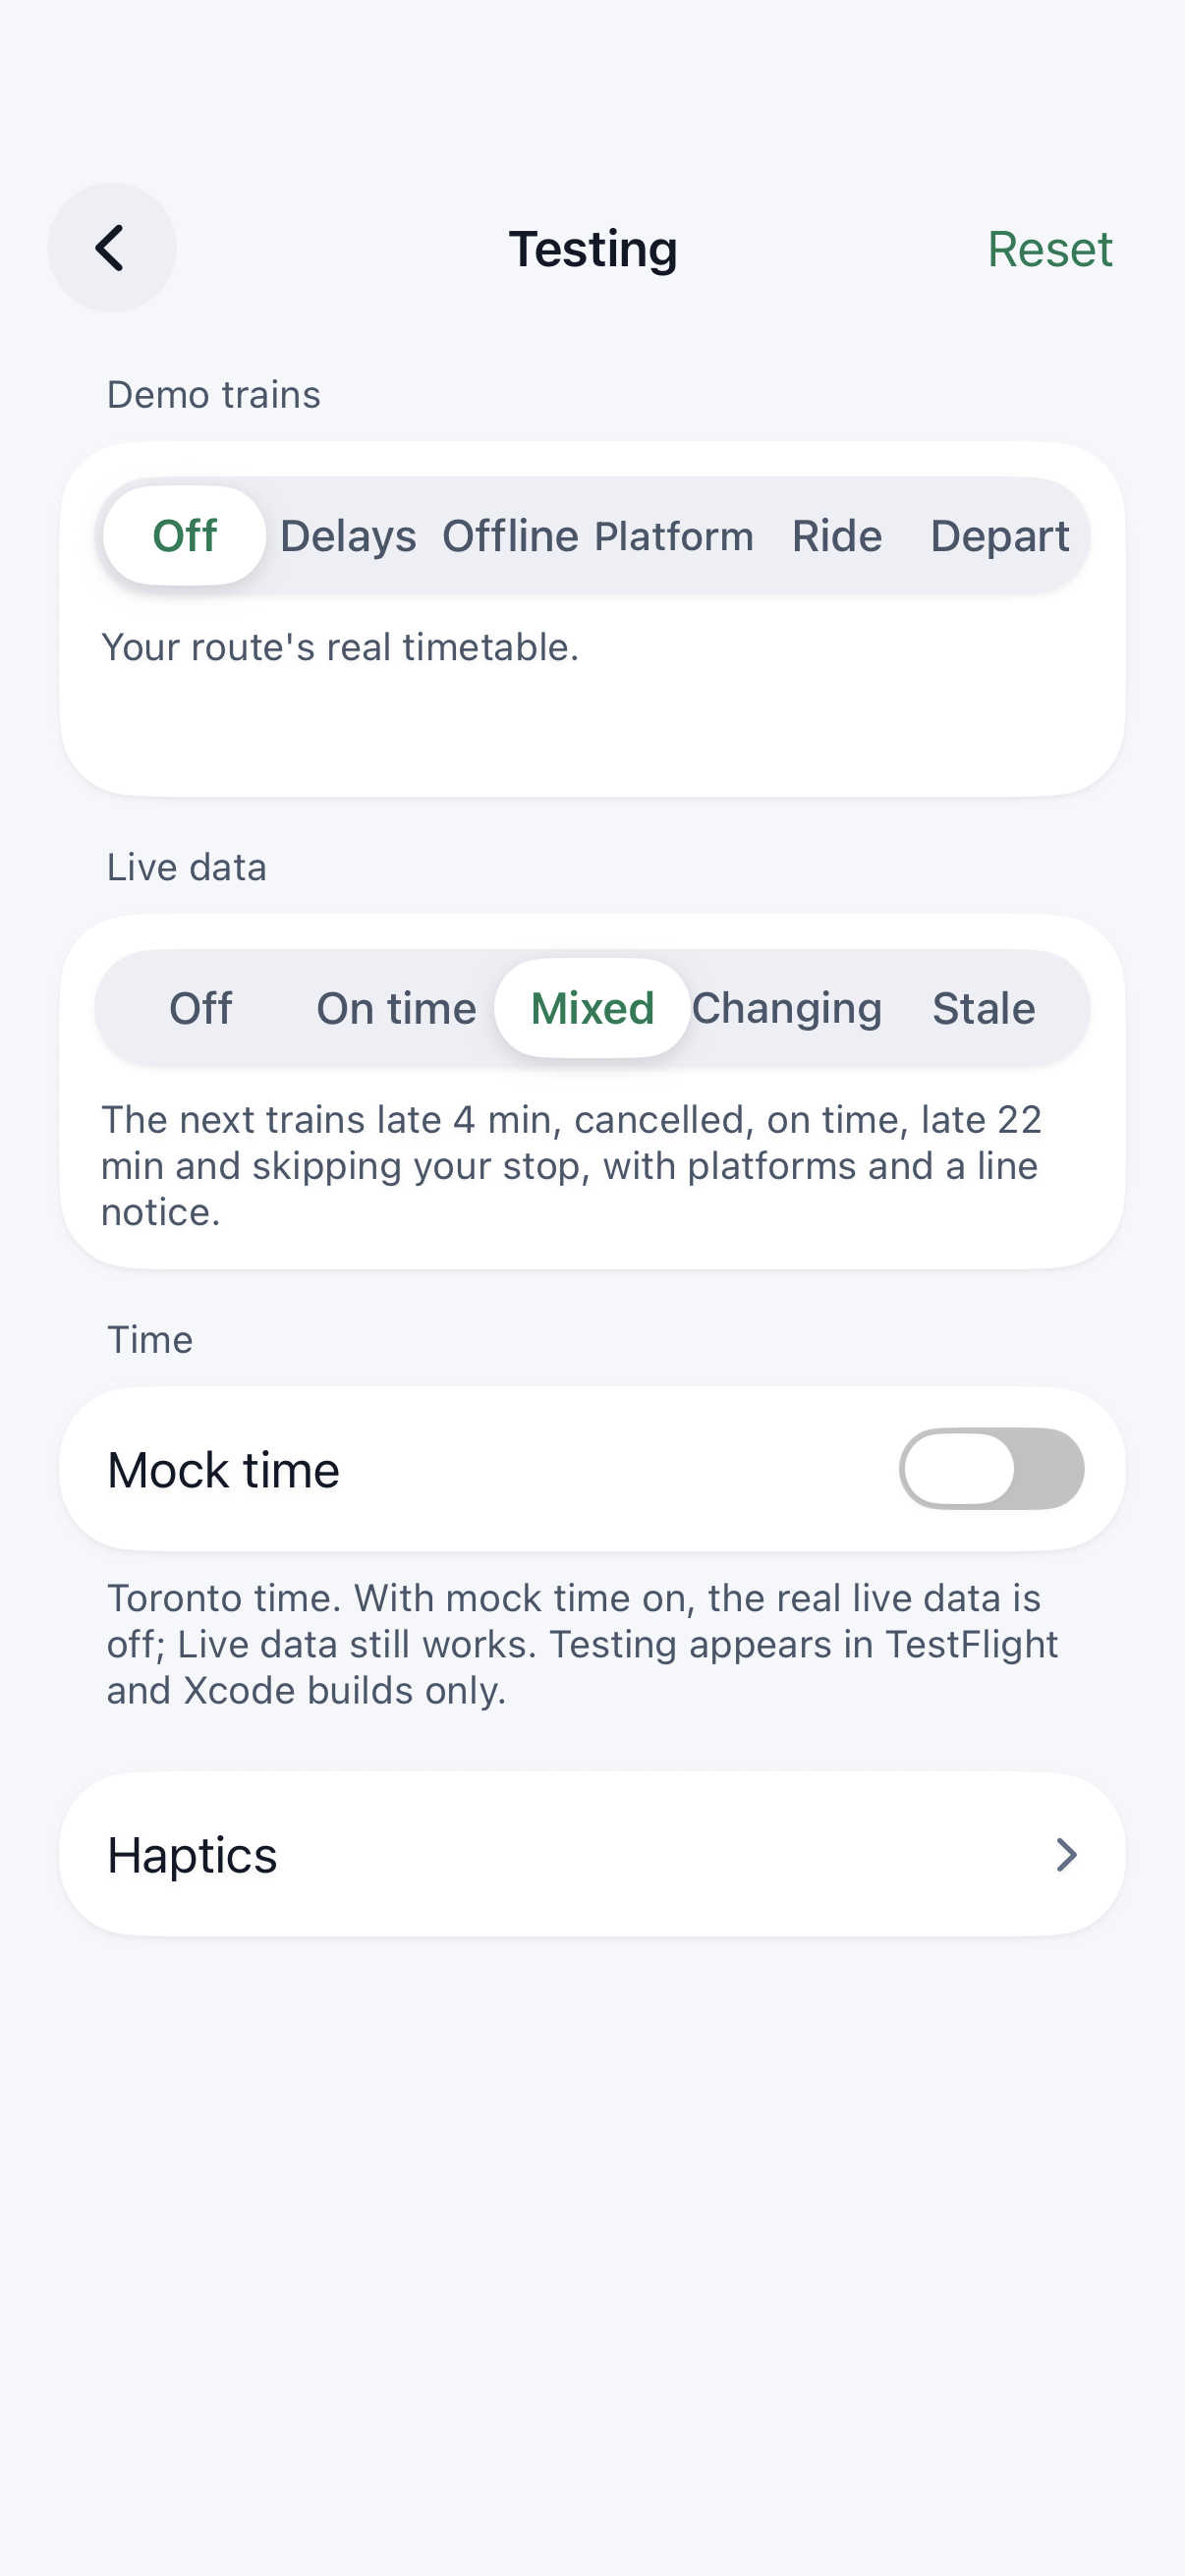 Testing
Reset
Demo trains
Off Delays Offline Platform Ride Depart
Your route's real timetable.
Live data
Off On time Mixed Changing Stale
The next trains late 4 min, cancelled, on time, late 22
min and skipping your stop, with platforms and a line
notice.
Time
Mock time
Toronto time. With mock time on, the real live data is
off; Live data still works. Testing appears in TestFlight
and Xcode builds only.
Haptics